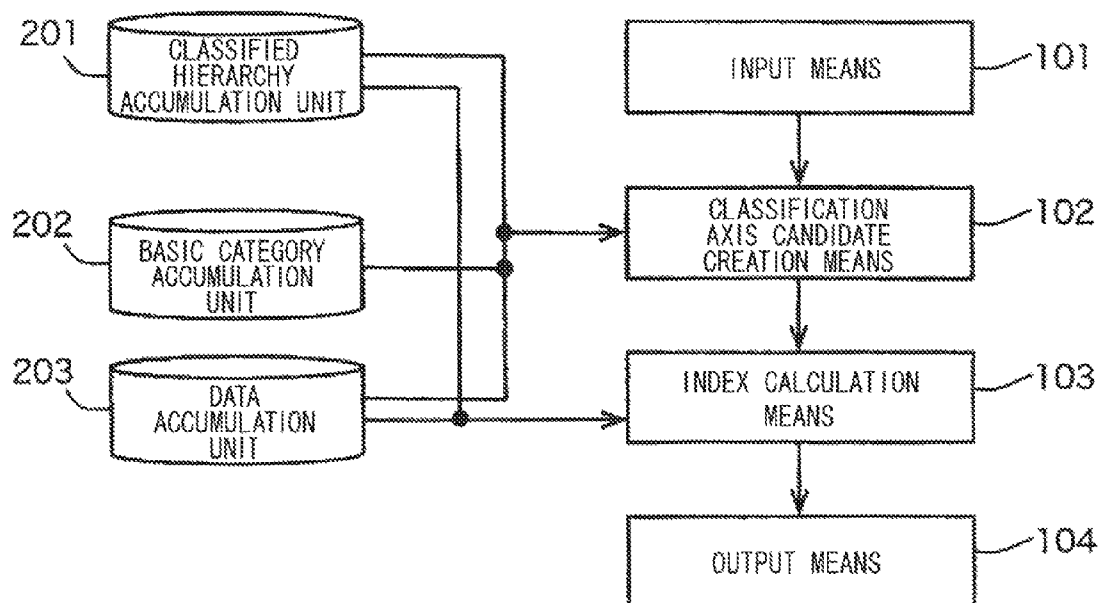 201
CLASSIFIED
HIERARCHY
ACCUMULATION UNIT
INPUT MEANS
101
202
BASIC CATEGORY
ACCUMULATION
UNIT
CLASSIFICATION
AXIS CANDIDATE
CREATION MEANS
102
203
DATA
ACCUMULATION
UNIT
INDEX CALCULATION
MEANS
103
OUTPUT MEANS
104